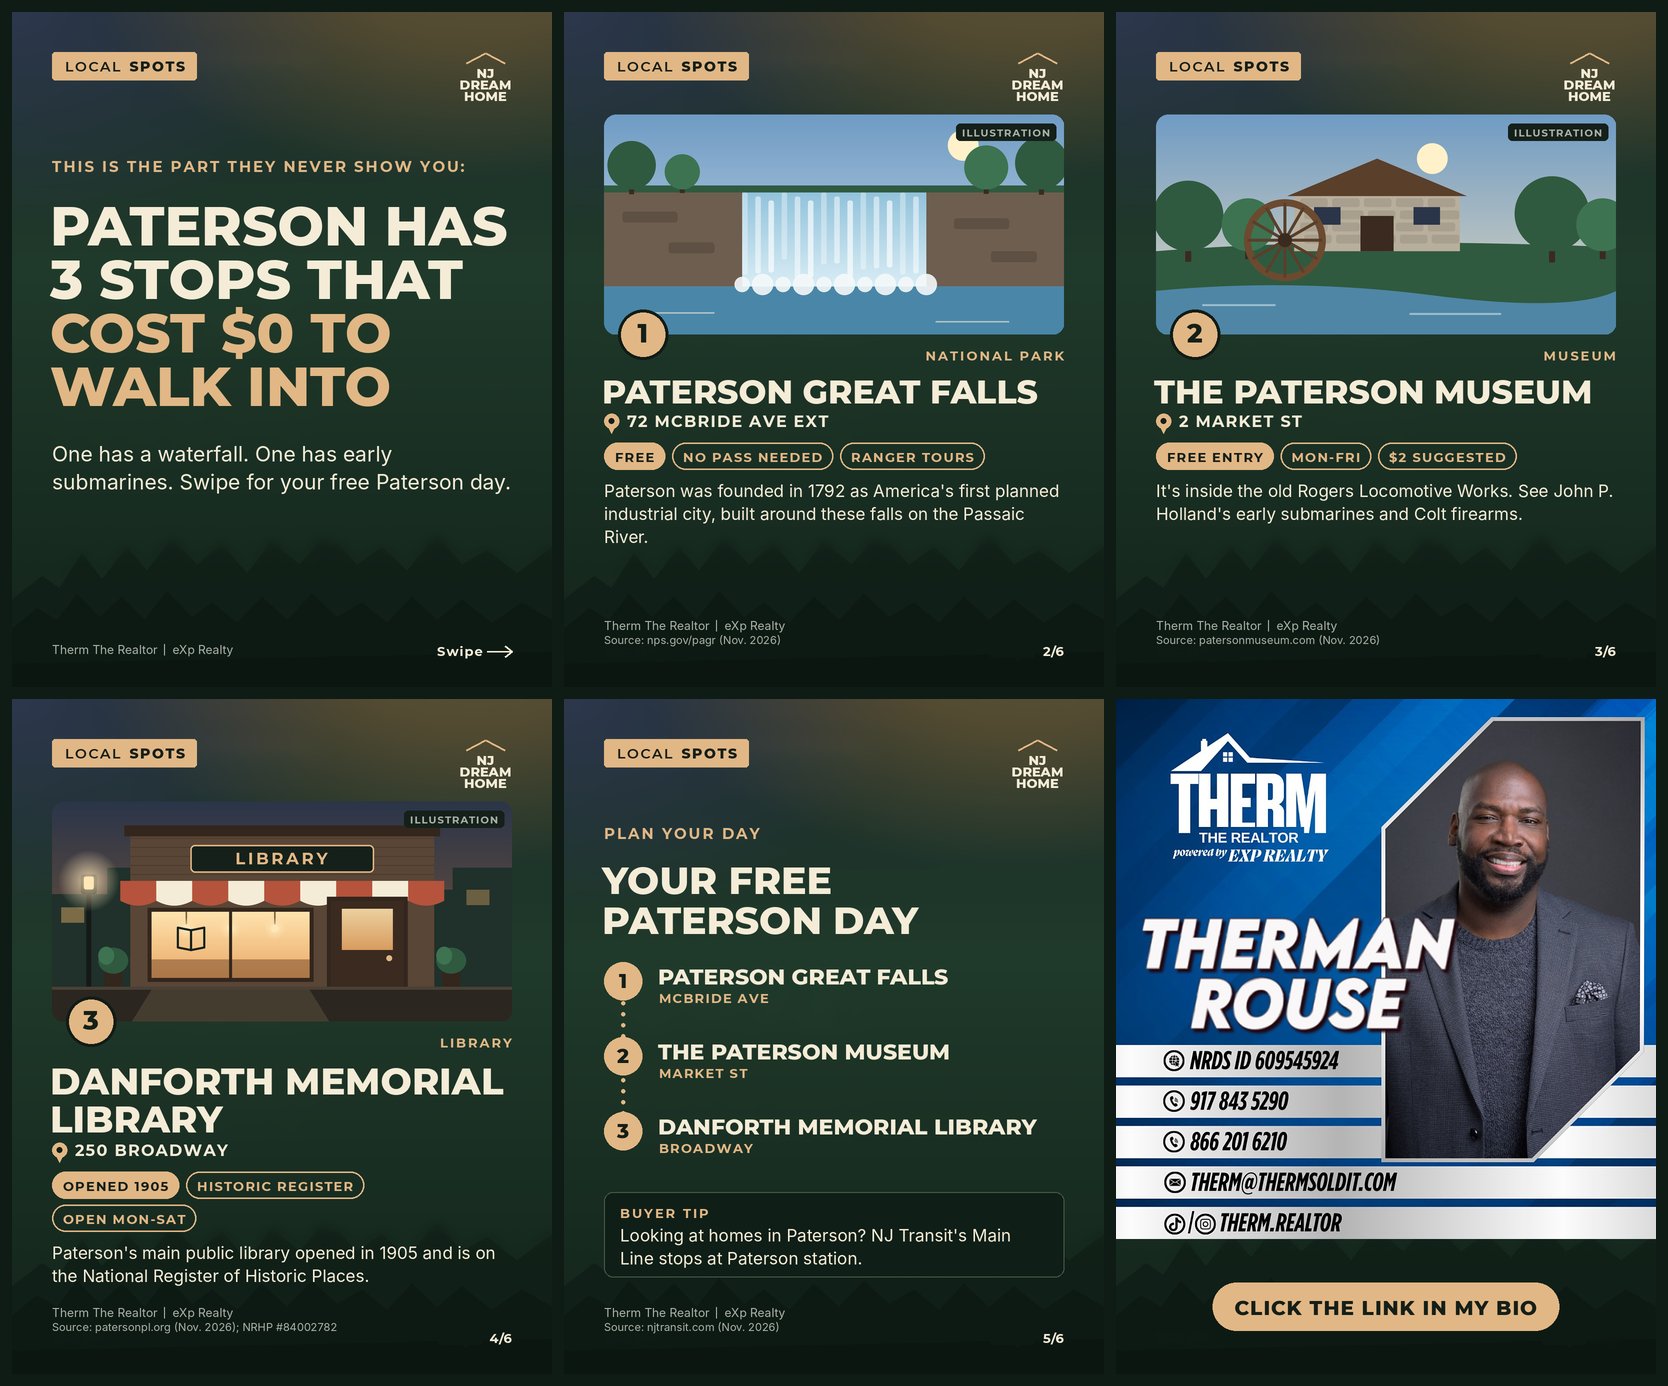 LOCAL SPOTS
NJ
DREAM
HOME
THIS IS THE PART THEY NEVER SHOW YOU:
PATERSON HAS
3 STOPS THAT
COST $0 TO
WALK INTO
One has a waterfall. One has early
submarines. Swipe for your free Paterson day.
Therm The Realtor | eXp Realty
Swipe
LOCAL SPOTS
NJ
DREAM
HOME
ILLUSTRATION
1
NATIONAL PARK
PATERSON GREAT FALLS
72 MCBRIDE AVE EXT
FREE
NO PASS NEEDED
RANGER TOURS
Paterson was founded in 1792 as America's first planned
industrial city, built around these falls on the Passaic
River.
Therm The Realtor | eXp Realty
Source: nps.gov/pagr (Nov. 2026)
2/6
LOCAL SPOTS
NJ
DREAM
HOME
ILLUSTRATION
2
MUSEUM
THE PATERSON MUSEUM
2 MARKET ST
FREE ENTRY
MON-FRI
$2 SUGGESTED
It's inside the old Rogers Locomotive Works. See John P.
Holland's early submarines and Colt firearms.
Therm The Realtor | eXp Realty
Source: patersonmuseum.com (Nov. 2026)
3/6
LOCAL SPOTS
NJ
DREAM
HOME
ILLUSTRATION
LIBRARY
3
LIBRARY
DANFORTH MEMORIAL
LIBRARY
250 BROADWAY
OPENED 1905
HISTORIC REGISTER
OPEN MON-SAT
Paterson's main public library opened in 1905 and is on
the National Register of Historic Places.
Therm The Realtor | eXp Realty
Source: patersonpl.org (Nov. 2026); NRHP #84002782
4/6
LOCAL SPOTS
NJ
DREAM
HOME
PLAN YOUR DAY
YOUR FREE
PATERSON DAY
1
PATERSON GREAT FALLS
MCBRIDE AVE
2
THE PATERSON MUSEUM
MARKET ST
3
DANFORTH MEMORIAL LIBRARY
BROADWAY
BUYER TIP
Looking at homes in Paterson? NJ Transit's Main
Line stops at Paterson station.
Therm The Realtor | eXp Realty
Source: njtransit.com (Nov. 2026)
5/6
THERM
THE REALTOR
powered by EXP REALTY
THERMAN
ROUSE
NRDS ID 609545924
917 843 5290
866 201 6210
THERM@THERMSOLDIT.COM
/ THERM.REALTOR
CLICK THE LINK IN MY BIO